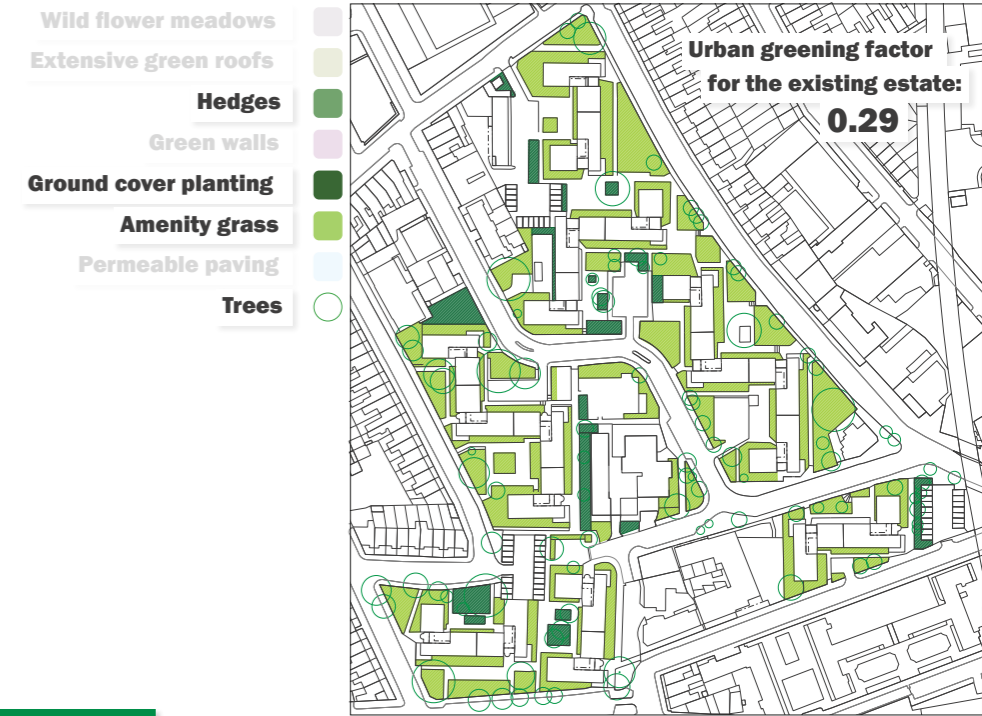 Wild flower meadows
Extensive green roofs
Hedges
Green walls
Ground cover planting
Amenity grass
Permeable paving
Trees
Urban greening factor
for the existing estate:
0.29